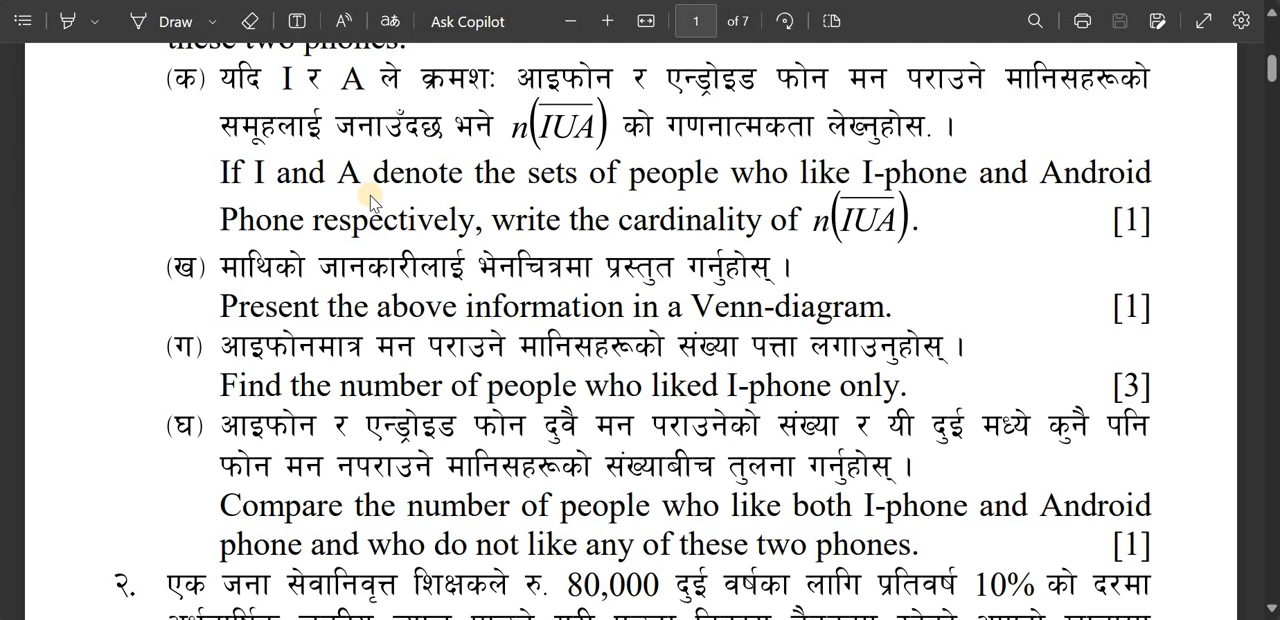 Draw
Ask Copilot
1 of 7
these two phones.
(क) यदि I र A ले क्रमशः आइफोन र एन्ड्रोइड फोन मन पराउने मानिसहरूको
समूहलाई जनाउँदछ भने n(\overline{IUA}) को गणनात्मकता लेख्नुहोस. ।
If I and A denote the sets of people who like I-phone and Android
Phone respectively, write the cardinality of n(\overline{IUA}). [1]
(ख) माथिको जानकारीलाई भेनचित्रमा प्रस्तुत गर्नुहोस् ।
Present the above information in a Venn-diagram. [1]
(ग) आइफोनमात्र मन पराउने मानिसहरूको संख्या पत्ता लगाउनुहोस् ।
Find the number of people who liked I-phone only. [3]
(घ) आइफोन र एन्ड्रोइड फोन दुवै मन पराउनेको संख्या र यी दुई मध्ये कुनै पनि
फोन मन नपराउने मानिसहरूको संख्याबीच तुलना गर्नुहोस् ।
Compare the number of people who like both I-phone and Android
phone and who do not like any of these two phones. [1]
२. एक जना सेवानिवृत्त शिक्षकले रु. 80,000 दुई वर्षका लागि प्रतिवर्ष 10% को दरमा